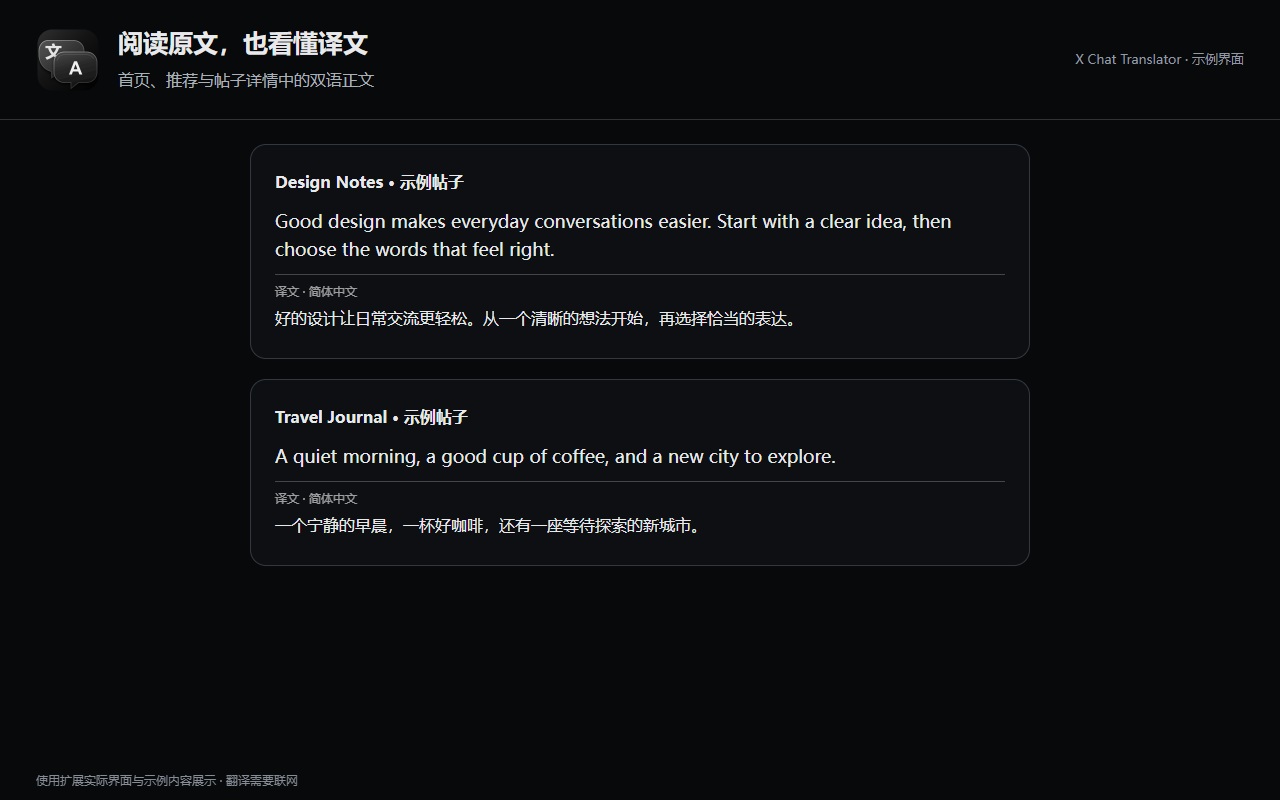 文
A
阅读原文，也看懂译文
首页、推荐与帖子详情中的双语正文
X Chat Translator · 示例界面
Design Notes • 示例帖子
Good design makes everyday conversations easier. Start with a clear idea, then
choose the words that feel right.
译文 · 简体中文
好的设计让日常交流更轻松。从一个清晰的想法开始，再选择恰当的表达。
Travel Journal • 示例帖子
A quiet morning, a good cup of coffee, and a new city to explore.
译文 · 简体中文
一个宁静的早晨，一杯好咖啡，还有一座等待探索的新城市。
使用扩展实际界面与示例内容展示 · 翻译需要联网